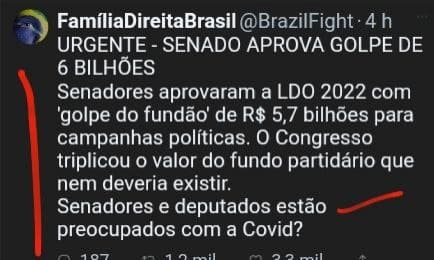 FamíliaDireitaBrasil @BrazilFight · 4 h
URGENTE - SENADO APROVA GOLPE DE
6 BILHÕES
Senadores aprovaram a LDO 2022 com
'golpe do fundão' de R$ 5,7 bilhões para
campanhas políticas. O Congresso
triplicou o valor do fundo partidário que
nem deveria existir.
Senadores e deputados estão
preocupados com a Covid?
187 1,2 mil 3,3 mil